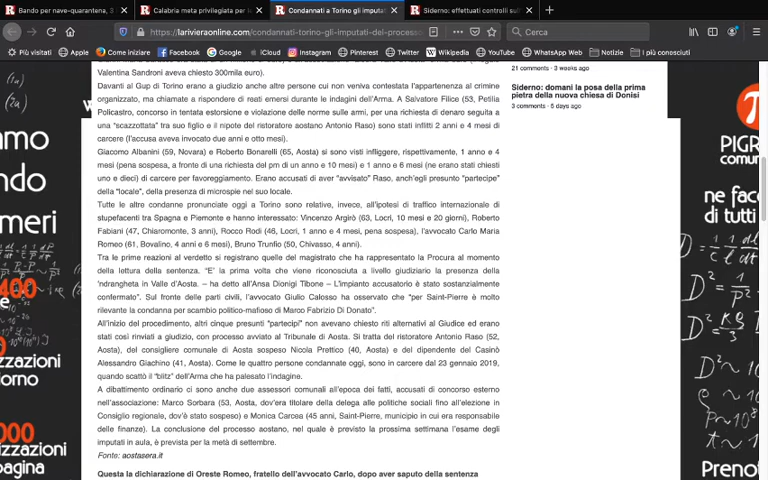 Bando per nave-quarantena, 3
Calabria meta privilegiata per l
Condannati a Torino gli imputati
Siderno: effettuati controlli sulf
https://larivieraonline.com/condannati-torino-gli-imputati-del-process
Cerca
Più visitati
Apple
Come iniziare
Facebook
Google
iCloud
Instagram
Pinterest
Twitter
Wikipedia
YouTube
WhatsApp Web
Notizie
I più conosciuti
Valentina Sandroni aveva chiesto 300mila euro).
Davanti al Gup di Torino erano a giudizio anche altre persone cui non veniva contestata l'appartenenza al crimine
organizzato, ma chiamate a rispondere di reati emersi durante le indagini dell'Arma. A Salvatore Filice (53, Petilia
Policastro, concorso in tentata estorsione e violazione delle norme sulle armi, per una richiesta di denaro seguita a
una "scazzottata" tra suo figlio e il nipote del ristoratore aostano Antonio Raso) sono stati inflitti 2 anni e 4 mesi di
carcere (l'accusa aveva invocato due anni e otto mesi).
Giacomo Albanini (59, Novara) e Roberto Bonarelli (65, Aosta) si sono visti infliggere, rispettivamente, 1 anno e 4
mesi (pena sospesa, a fronte di una richiesta del pm di un anno e 10 mesi) e 1 anno e 6 mesi (ne erano stati chiesti
uno e dieci) di carcere per favoreggiamento. Erano accusati di aver "avvisato" Raso, anch'egli presunto "partecipe"
della "locale", della presenza di microspie nel suo locale.
Tutte le altre condanne pronunciate oggi a Torino sono relative, invece, all'ipotesi di traffico internazionale di
stupefacenti tra Spagna e Piemonte ed hanno interessato: Vincenzo Argirò (63, Locri, 10 mesi e 20 giorni), Roberto
Fabiani (47, Chiaromonte, 3 anni), Rocco Rodi (46, Locri, 1 anno e 4 mesi, pena sospesa), l'avvocato Carlo Maria
Romeo (61, Bovalino, 4 anni e 6 mesi), Bruno Trunfio (50, Chivasso, 4 anni).
Tra le prime reazioni al verdetto si registrano quelle del magistrato che ha rappresentato la Procura al momento
della lettura della sentenza. "E' la prima volta che viene riconosciuta a livello giudiziario la presenza della
'ndrangheta in Valle d'Aosta. – ha detto all'Ansa Dionigi Tibone – L'impianto accusatorio è stato sostanzialmente
confermato". Sul fronte delle parti civili, l'avvocato Giulio Calosso ha osservato che "per Saint-Pierre è molto
rilevante la condanna per scambio politico-mafioso di Marco Fabrizio Di Donato".
All'inizio del procedimento, altri cinque presunti "partecipi" non avevano chiesto riti alternativi al Giudice ed erano
stati così rinviati a giudizio, con processo avviato al Tribunale di Aosta. Si tratta del ristoratore Antonio Raso (52,
Aosta), del consigliere comunale di Aosta sospeso Nicola Prettico (40, Aosta) e del dipendente del Casinò
Alessandro Giachino (41, Aosta). Come le quattro persone condannate oggi, sono in carcere dal 23 gennaio 2019,
quando scattò il "blitz" dell'Arma che ha palesato l'indagine.
A dibattimento ordinario ci sono anche due assessori comunali all'epoca dei fatti, accusati di concorso esterno
nell'associazione: Marco Sorbara (53, Aosta, dov'era titolare della delega alle politiche sociali fino all'elezione in
Consiglio regionale, dov'è stato sospeso) e Monica Carcea (45 anni, Saint-Pierre, municipio in cui era responsabile
delle finanze). La conclusione del processo aostano, nel quale è previsto la prossima settimana l'esame degli
imputati in aula, è prevista per la metà di settembre.
Fonte: aostasera.it
Questa la dichiarazione di Oreste Romeo, fratello dell'avvocato Carlo, dopo aver saputo della sentenza
21 comments · 3 weeks ago
Siderno: domani la posa della prima
pietra della nuova chiesa di Donisi
3 comments · 5 days ago
amo
ndo
meri
400
zzazioni
iorno
izzazioni
pagina
PIGR
comun
ne fac
di tutti
Prenot